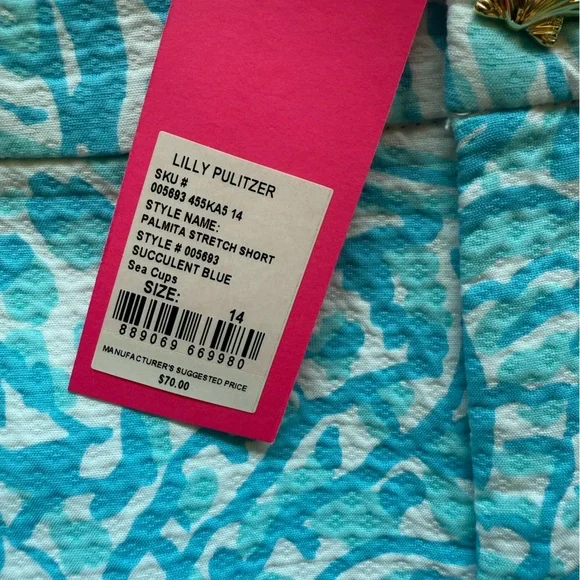 LILLY PULITZER
SKU #
005693 455KA5 14
STYLE NAME:
PALMITA STRETCH SHORT
STYLE # 005693
SUCCULENT BLUE
Sea Cups
SIZE: 14
889069 669980
MANUFACTURER'S SUGGESTED PRICE
$70.00